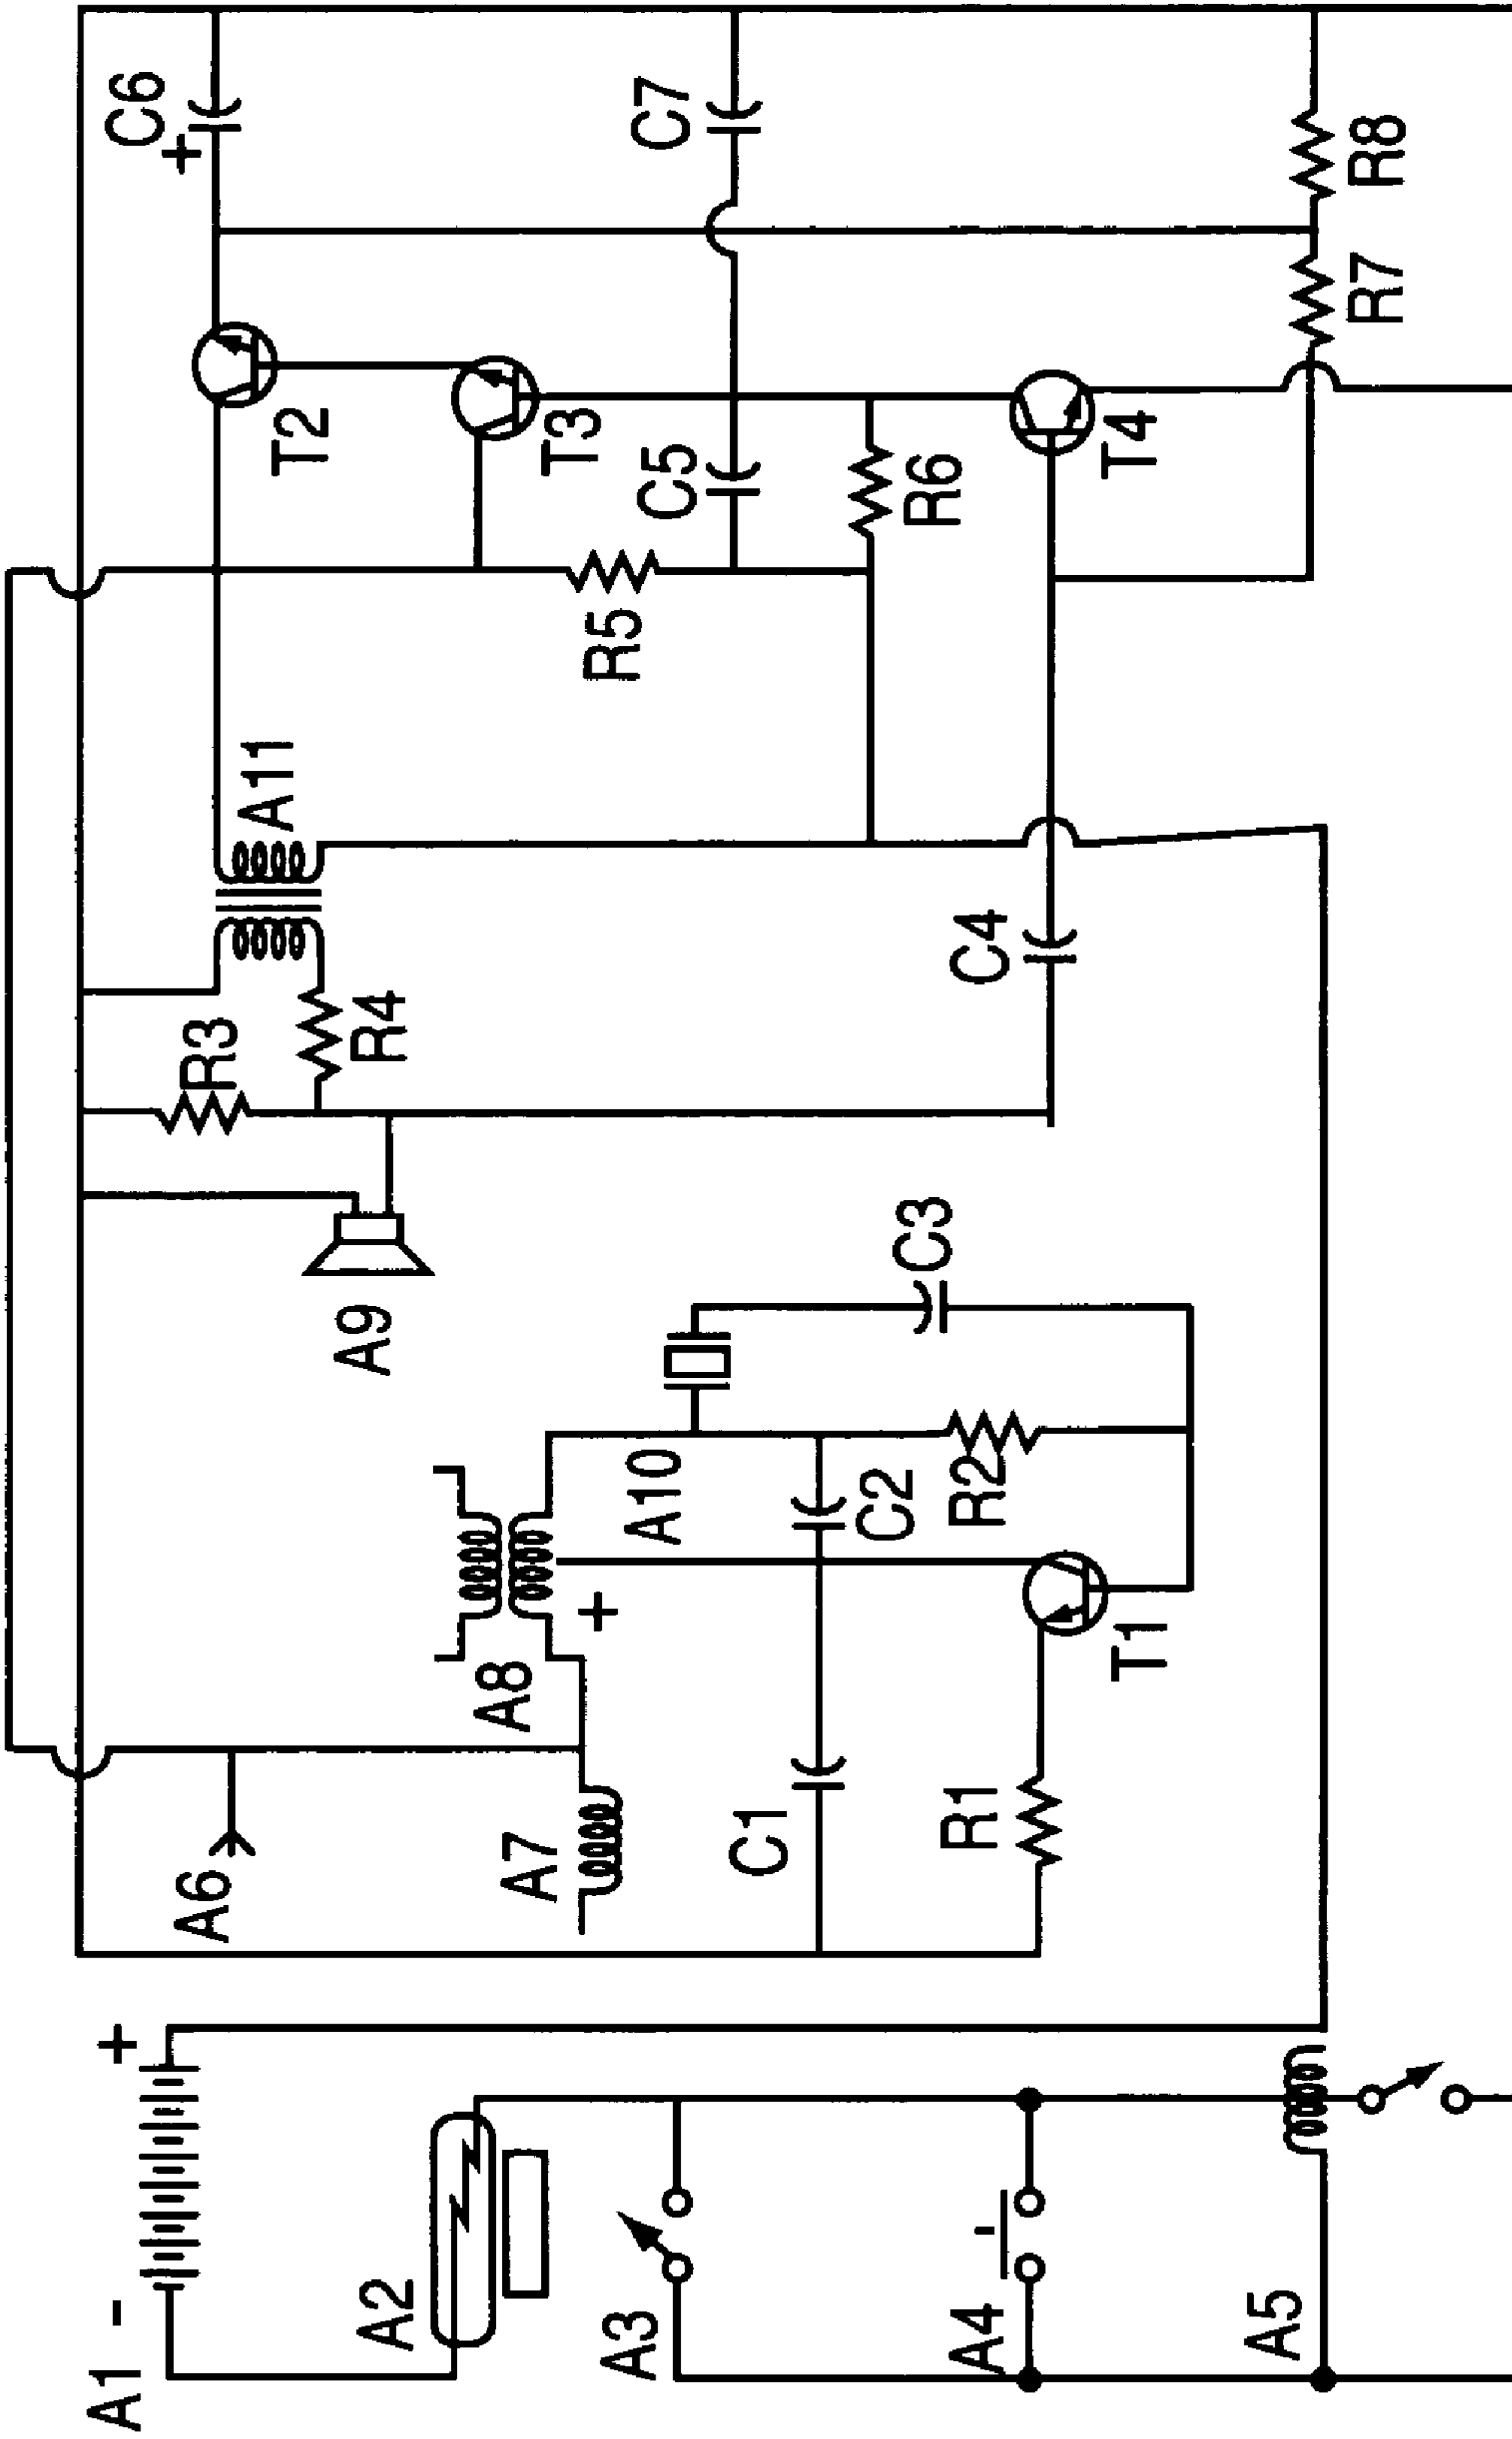 A1 - +
A2
A3
A4 -
A5
A6
A7
A8 +
C1
R1
T1
C2
R2
A10
C3
A9
R3
R4
A11
C4
R5
C5
R6
T2
T3
T4
C6 +
C7
R7
R8